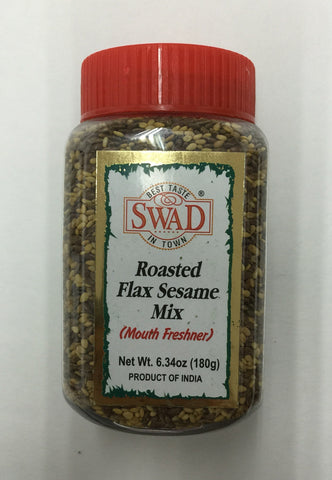 BEST TASTE
SWAD®
IN TOWN
Roasted
Flax Sesame
Mix
(Mouth Freshner)
Net Wt. 6.34oz (180g)
PRODUCT OF INDIA